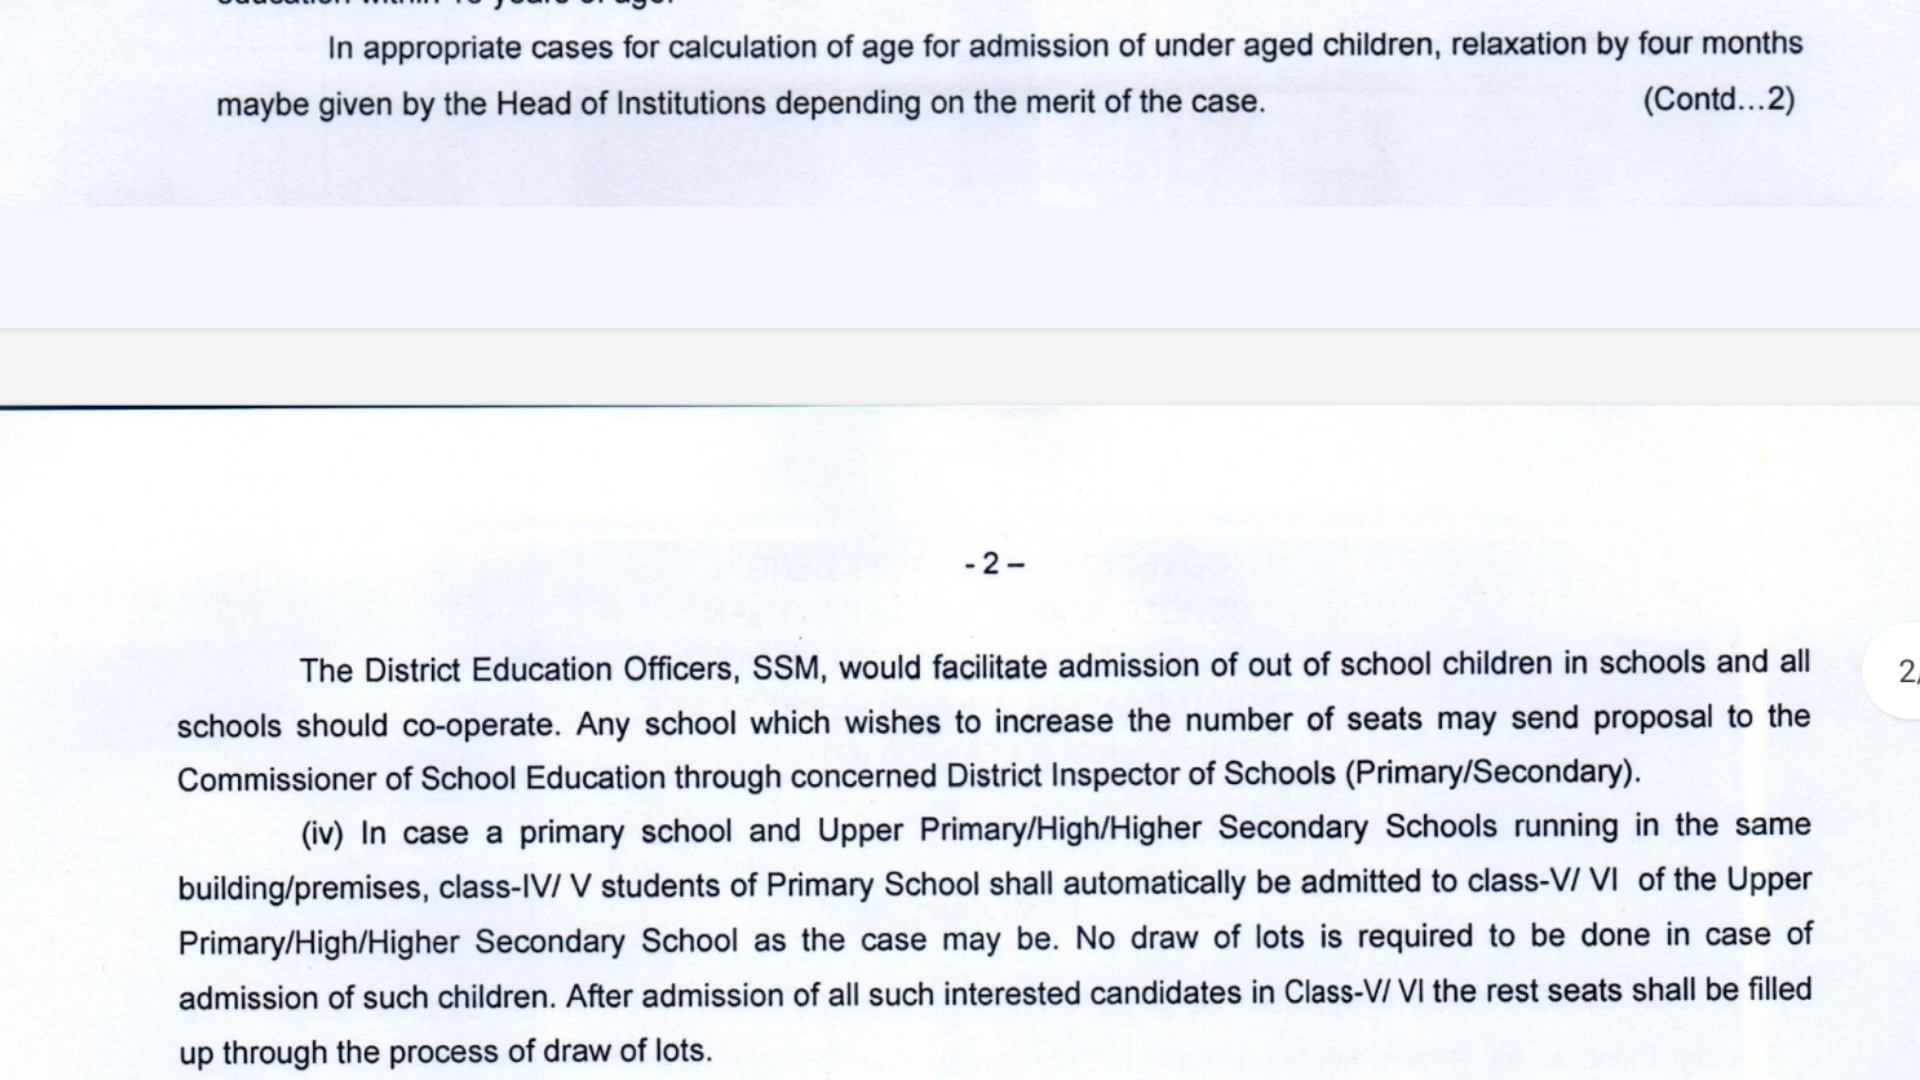 education within 18 years of age.
In appropriate cases for calculation of age for admission of under aged children, relaxation by four months
maybe given by the Head of Institutions depending on the merit of the case. (Contd...2)
- 2 –
The District Education Officers, SSM, would facilitate admission of out of school children in schools and all
schools should co-operate. Any school which wishes to increase the number of seats may send proposal to the
2/
Commissioner of School Education through concerned District Inspector of Schools (Primary/Secondary).
(iv) In case a primary school and Upper Primary/High/Higher Secondary Schools running in the same
building/premises, class-IV/ V students of Primary School shall automatically be admitted to class-V/ VI of the Upper
Primary/High/Higher Secondary School as the case may be. No draw of lots is required to be done in case of
admission of such children. After admission of all such interested candidates in Class-V/ VI the rest seats shall be filled
up through the process of draw of lots.